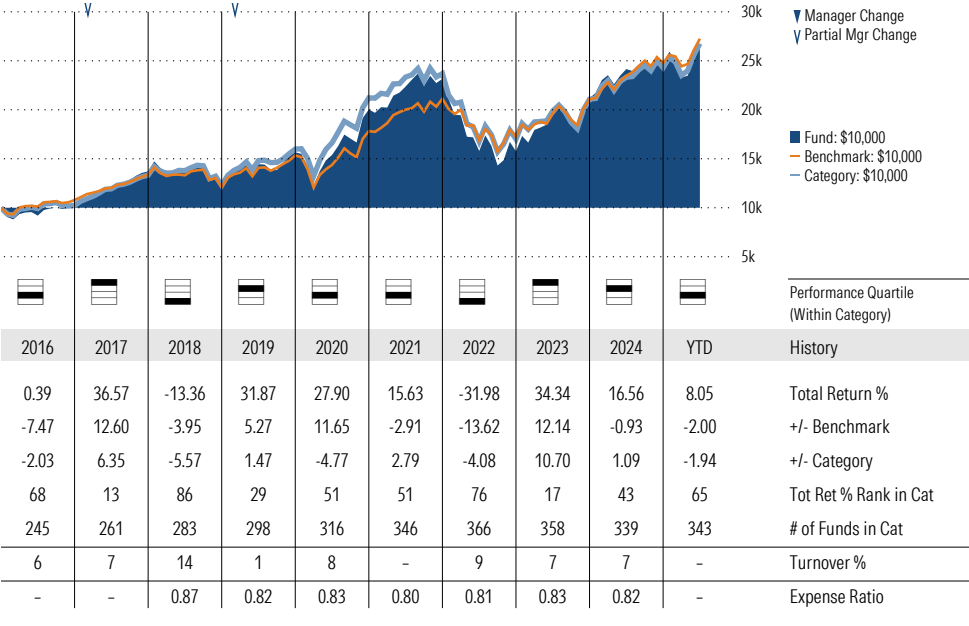 30k
25k
20k
15k
10k
5k
Manager Change
Partial Mgr Change
Fund: $10,000
Benchmark: $10,000
Category: $10,000
Performance Quartile
(Within Category)
2016 2017 2018 2019 2020 2021 2022 2023 2024 YTD History
0.39 36.57 -13.36 31.87 27.90 15.63 -31.98 34.34 16.56 8.05 Total Return %
-7.47 12.60 -3.95 5.27 11.65 -2.91 -13.62 12.14 -0.93 -2.00 +/- Benchmark
-2.03 6.35 -5.57 1.47 -4.77 2.79 -4.08 10.70 1.09 -1.94 +/- Category
68 13 86 29 51 51 76 17 43 65 Tot Ret % Rank in Cat
245 261 283 298 316 346 366 358 339 343 # of Funds in Cat
6 7 14 1 8 – 9 7 7 – Turnover %
– – 0.87 0.82 0.83 0.80 0.81 0.83 0.82 – Expense Ratio